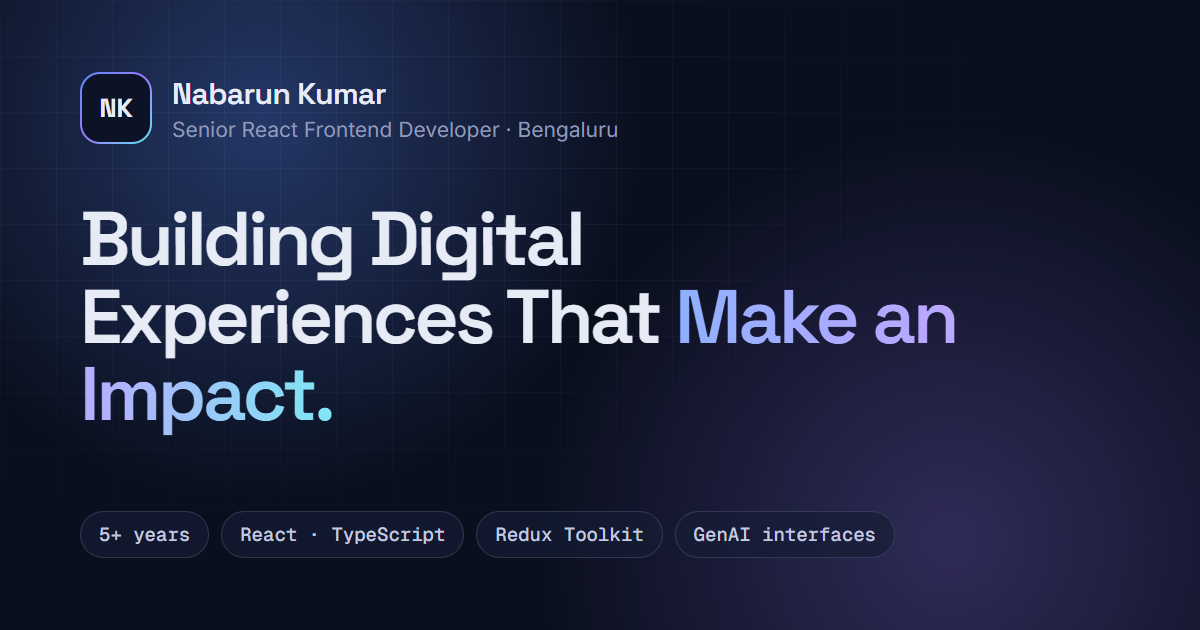 NK
Nabarun Kumar
Senior React Frontend Developer · Bengaluru
Building Digital
Experiences That Make an
Impact.
5+ years
React · TypeScript
Redux Toolkit
GenAI interfaces